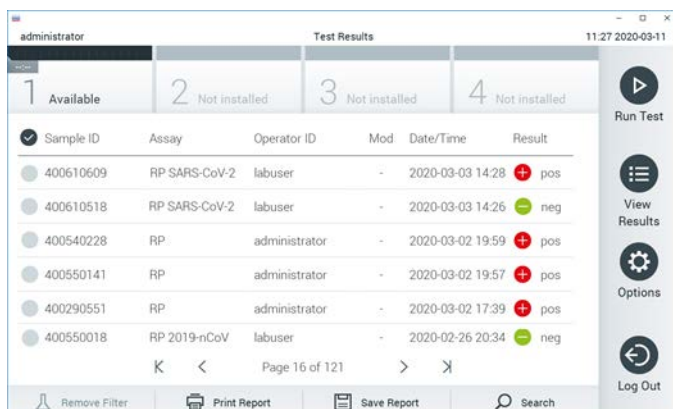 administrator Test Results 11:27 2020-03-11
1 Available 2 Not installed 3 Not installed 4 Not installed
Run Test
Sample ID Assay Operator ID Mod Date/Time Result
400610609 RP SARS-CoV-2 labuser - 2020-03-03 14:28 pos
400610518 RP SARS-CoV-2 labuser - 2020-03-03 14:26 neg
View
Results
400540228 RP administrator - 2020-03-02 19:59 pos
400550141 RP administrator - 2020-03-02 19:57 pos
Options
400290551 RP administrator - 2020-03-02 17:39 pos
400550018 RP 2019-nCoV labuser - 2020-02-26 20:34 neg
Page 16 of 121
Log Out
Remove Filter Print Report Save Report Search